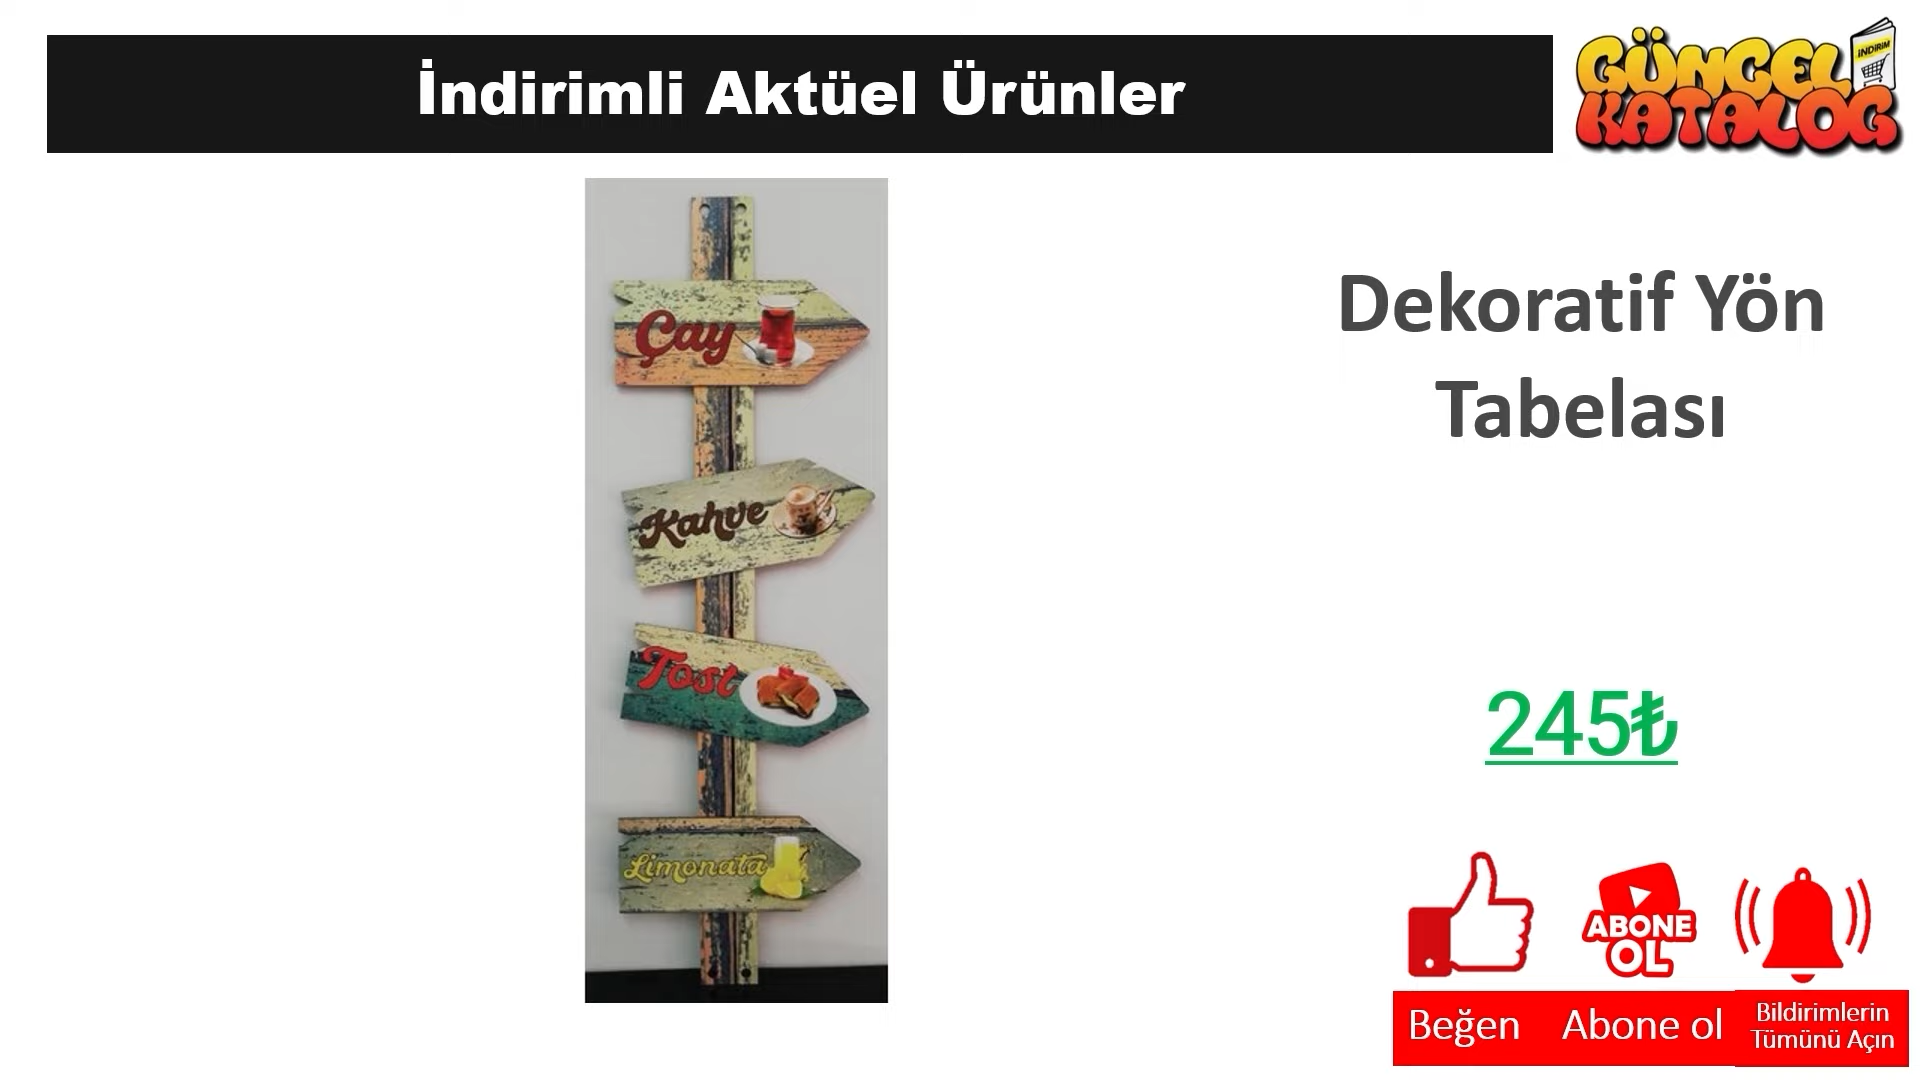 İndirimli Aktüel Ürünler
GÜNCEL
KATALOG
İNDİRİM
Çay
Kahve
Tost
Limonata
Dekoratif Yön
Tabelası
245₺
ABONE
OL
Beğen
Abone ol
Bildirimlerin
Tümünü Açın